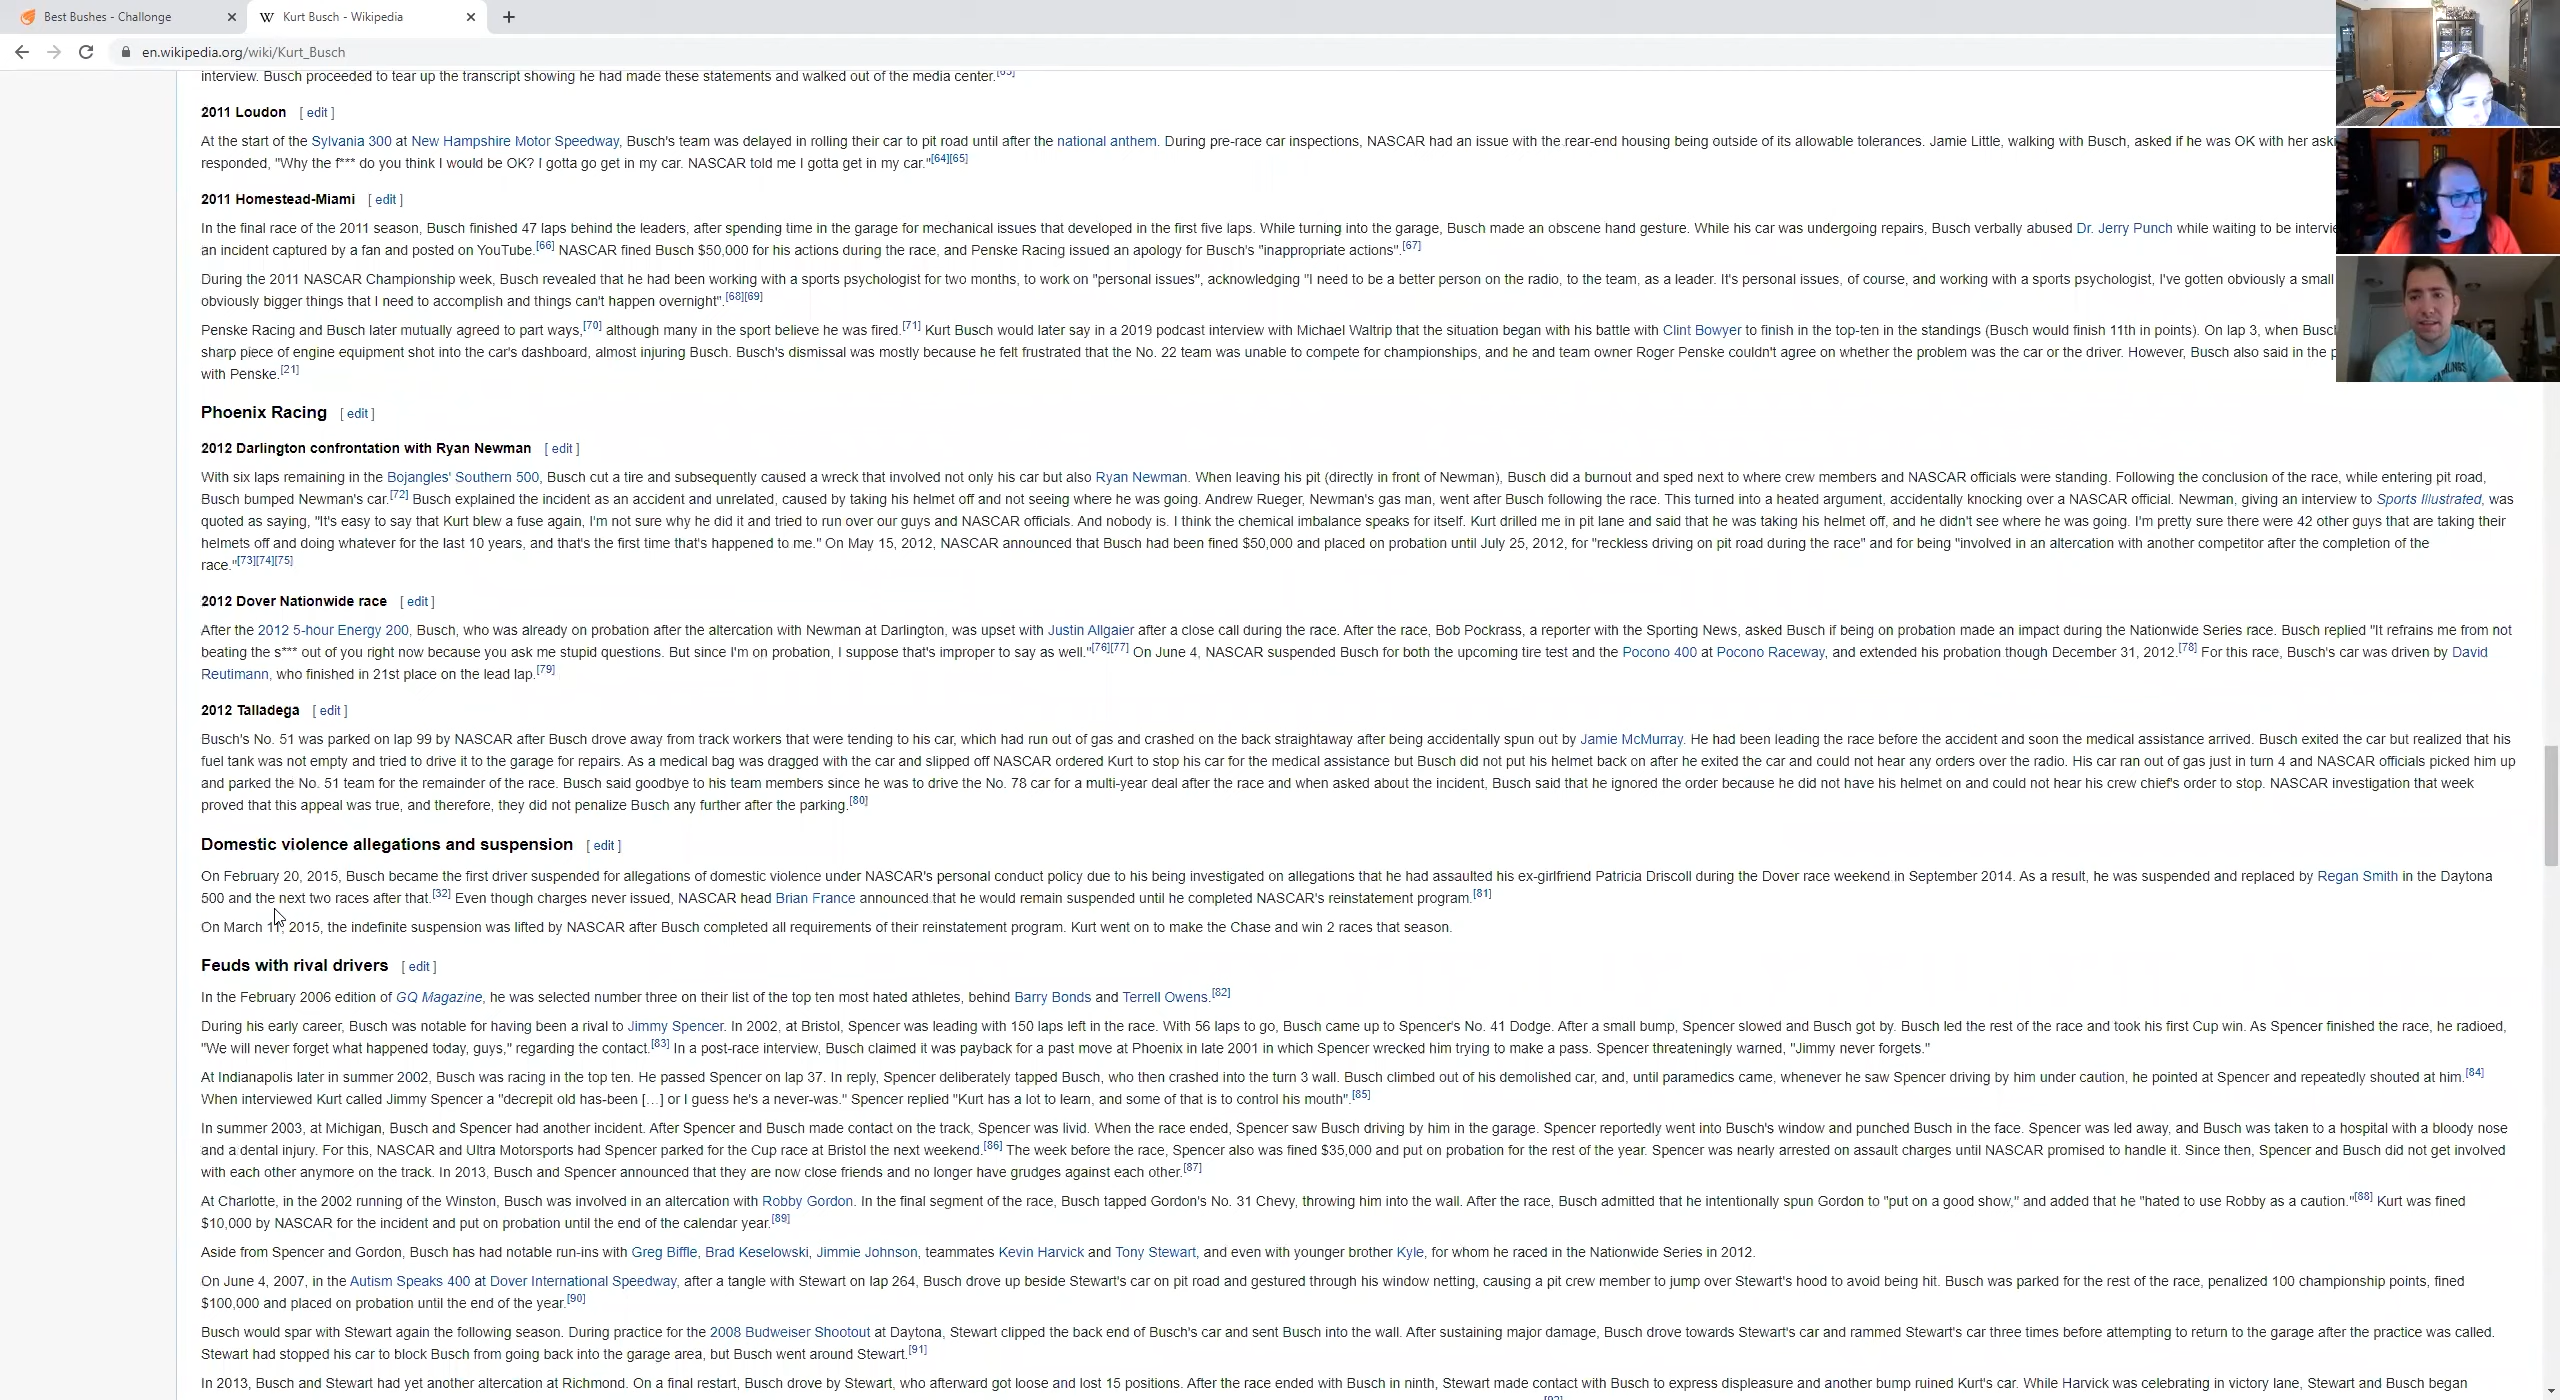 Best Bushes - Challonge
Kurt Busch - Wikipedia
en.wikipedia.org/wiki/Kurt_Busch
interview. Busch proceeded to tear up the transcript showing he had made these statements and walked out of the media center.[63]
2011 Loudon [ edit ]
At the start of the Sylvania 300 at New Hampshire Motor Speedway, Busch's team was delayed in rolling their car to pit road until after the national anthem. During pre-race car inspections, NASCAR had an issue with the rear-end housing being outside of its allowable tolerances. Jamie Little, walking with Busch, asked if he was OK with her aski
responded, "Why the f*** do you think I would be OK? I gotta go get in my car. NASCAR told me I gotta get in my car."[64][65]
2011 Homestead-Miami [ edit ]
In the final race of the 2011 season, Busch finished 47 laps behind the leaders, after spending time in the garage for mechanical issues that developed in the first five laps. While turning into the garage, Busch made an obscene hand gesture. While his car was undergoing repairs, Busch verbally abused Dr. Jerry Punch while waiting to be intervie
an incident captured by a fan and posted on YouTube.[66] NASCAR fined Busch $50,000 for his actions during the race, and Penske Racing issued an apology for Busch's "inappropriate actions".[67]
During the 2011 NASCAR Championship week, Busch revealed that he had been working with a sports psychologist for two months, to work on "personal issues", acknowledging "I need to be a better person on the radio, to the team, as a leader. It's personal issues, of course, and working with a sports psychologist, I've gotten obviously a small
obviously bigger things that I need to accomplish and things can't happen overnight".[68][69]
Penske Racing and Busch later mutually agreed to part ways,[70] although many in the sport believe he was fired.[71] Kurt Busch would later say in a 2019 podcast interview with Michael Waltrip that the situation began with his battle with Clint Bowyer to finish in the top-ten in the standings (Busch would finish 11th in points). On lap 3, when Busc
sharp piece of engine equipment shot into the car's dashboard, almost injuring Busch. Busch's dismissal was mostly because he felt frustrated that the No. 22 team was unable to compete for championships, and he and team owner Roger Penske couldn't agree on whether the problem was the car or the driver. However, Busch also said in the p
with Penske.[21]
Phoenix Racing [ edit ]
2012 Darlington confrontation with Ryan Newman [ edit ]
With six laps remaining in the Bojangles' Southern 500, Busch cut a tire and subsequently caused a wreck that involved not only his car but also Ryan Newman. When leaving his pit (directly in front of Newman), Busch did a burnout and sped next to where crew members and NASCAR officials were standing. Following the conclusion of the race, while entering pit road,
Busch bumped Newman's car.[72] Busch explained the incident as an accident and unrelated, caused by taking his helmet off and not seeing where he was going. Andrew Rueger, Newman's gas man, went after Busch following the race. This turned into a heated argument, accidentally knocking over a NASCAR official. Newman, giving an interview to Sports Illustrated, was
quoted as saying, "It's easy to say that Kurt blew a fuse again, I'm not sure why he did it and tried to run over our guys and NASCAR officials. And nobody is. I think the chemical imbalance speaks for itself. Kurt drilled me in pit lane and said that he was taking his helmet off, and he didn't see where he was going. I'm pretty sure there were 42 other guys that are taking their
helmets off and doing whatever for the last 10 years, and that's the first time that's happened to me." On May 15, 2012, NASCAR announced that Busch had been fined $50,000 and placed on probation until July 25, 2012, for "reckless driving on pit road during the race" and for being "involved in an altercation with another competitor after the completion of the
race."[73][74][75]
2012 Dover Nationwide race [ edit ]
After the 2012 5-hour Energy 200, Busch, who was already on probation after the altercation with Newman at Darlington, was upset with Justin Allgaier after a close call during the race. After the race, Bob Pockrass, a reporter with the Sporting News, asked Busch if being on probation made an impact during the Nationwide Series race. Busch replied "It refrains me from not
beating the s*** out of you right now because you ask me stupid questions. But since I'm on probation, I suppose that's improper to say as well."[76][77] On June 4, NASCAR suspended Busch for both the upcoming tire test and the Pocono 400 at Pocono Raceway, and extended his probation though December 31, 2012.[78] For this race, Busch's car was driven by David
Reutimann, who finished in 21st place on the lead lap.[79]
2012 Talladega [ edit ]
Busch's No. 51 was parked on lap 99 by NASCAR after Busch drove away from track workers that were tending to his car, which had run out of gas and crashed on the back straightaway after being accidentally spun out by Jamie McMurray. He had been leading the race before the accident and soon the medical assistance arrived. Busch exited the car but realized that his
fuel tank was not empty and tried to drive it to the garage for repairs. As a medical bag was dragged with the car and slipped off NASCAR ordered Kurt to stop his car for the medical assistance but Busch did not put his helmet back on after he exited the car and could not hear any orders over the radio. His car ran out of gas just in turn 4 and NASCAR officials picked him up
and parked the No. 51 team for the remainder of the race. Busch said goodbye to his team members since he was to drive the No. 78 car for a multi-year deal after the race and when asked about the incident, Busch said that he ignored the order because he did not have his helmet on and could not hear his crew chief's order to stop. NASCAR investigation that week
proved that this appeal was true, and therefore, they did not penalize Busch any further after the parking.[80]
Domestic violence allegations and suspension [ edit ]
On February 20, 2015, Busch became the first driver suspended for allegations of domestic violence under NASCAR's personal conduct policy due to his being investigated on allegations that he had assaulted his ex-girlfriend Patricia Driscoll during the Dover race weekend in September 2014. As a result, he was suspended and replaced by Regan Smith in the Daytona
500 and the next two races after that.[32] Even though charges never issued, NASCAR head Brian France announced that he would remain suspended until he completed NASCAR's reinstatement program.[81]
On March 11, 2015, the indefinite suspension was lifted by NASCAR after Busch completed all requirements of their reinstatement program. Kurt went on to make the Chase and win 2 races that season.
Feuds with rival drivers [ edit ]
In the February 2006 edition of GQ Magazine, he was selected number three on their list of the top ten most hated athletes, behind Barry Bonds and Terrell Owens.[82]
During his early career, Busch was notable for having been a rival to Jimmy Spencer. In 2002, at Bristol, Spencer was leading with 150 laps left in the race. With 56 laps to go, Busch came up to Spencer's No. 41 Dodge. After a small bump, Spencer slowed and Busch got by. Busch led the rest of the race and took his first Cup win. As Spencer finished the race, he radioed,
"We will never forget what happened today, guys," regarding the contact.[83] In a post-race interview, Busch claimed it was payback for a past move at Phoenix in late 2001 in which Spencer wrecked him trying to make a pass. Spencer threateningly warned, "Jimmy never forgets."
At Indianapolis later in summer 2002, Busch was racing in the top ten. He passed Spencer on lap 37. In reply, Spencer deliberately tapped Busch, who then crashed into the turn 3 wall. Busch climbed out of his demolished car, and, until paramedics came, whenever he saw Spencer driving by him under caution, he pointed at Spencer and repeatedly shouted at him.[84]
When interviewed Kurt called Jimmy Spencer a "decrepit old has-been [...] or I guess he's a never-was." Spencer replied "Kurt has a lot to learn, and some of that is to control his mouth".[85]
In summer 2003, at Michigan, Busch and Spencer had another incident. After Spencer and Busch made contact on the track, Spencer was livid. When the race ended, Spencer saw Busch driving by him in the garage. Spencer reportedly went into Busch's window and punched Busch in the face. Spencer was led away, and Busch was taken to a hospital with a bloody nose
and a dental injury. For this, NASCAR and Ultra Motorsports had Spencer parked for the Cup race at Bristol the next weekend.[86] The week before the race, Spencer also was fined $35,000 and put on probation for the rest of the year. Spencer was nearly arrested on assault charges until NASCAR promised to handle it. Since then, Spencer and Busch did not get involved
with each other anymore on the track. In 2013, Busch and Spencer announced that they are now close friends and no longer have grudges against each other.[87]
At Charlotte, in the 2002 running of the Winston, Busch was involved in an altercation with Robby Gordon. In the final segment of the race, Busch tapped Gordon's No. 31 Chevy, throwing him into the wall. After the race, Busch admitted that he intentionally spun Gordon to "put on a good show," and added that he "hated to use Robby as a caution."[88] Kurt was fined
$10,000 by NASCAR for the incident and put on probation until the end of the calendar year.[89]
Aside from Spencer and Gordon, Busch has had notable run-ins with Greg Biffle, Brad Keselowski, Jimmie Johnson, teammates Kevin Harvick and Tony Stewart, and even with younger brother Kyle, for whom he raced in the Nationwide Series in 2012.
On June 4, 2007, in the Autism Speaks 400 at Dover International Speedway, after a tangle with Stewart on lap 264, Busch drove up beside Stewart's car on pit road and gestured through his window netting, causing a pit crew member to jump over Stewart's hood to avoid being hit. Busch was parked for the rest of the race, penalized 100 championship points, fined
$100,000 and placed on probation until the end of the year.[90]
Busch would spar with Stewart again the following season. During practice for the 2008 Budweiser Shootout at Daytona, Stewart clipped the back end of Busch's car and sent Busch into the wall. After sustaining major damage, Busch drove towards Stewart's car and rammed Stewart's car three times before attempting to return to the garage after the practice was called.
Stewart had stopped his car to block Busch from going back into the garage area, but Busch went around Stewart.[91]
In 2013, Busch and Stewart had yet another altercation at Richmond. On a final restart, Busch drove by Stewart, who afterward got loose and lost 15 positions. After the race ended with Busch in ninth, Stewart made contact with Busch to express displeasure and another bump ruined Kurt's car. While Harvick was celebrating in victory lane, Stewart and Busch began